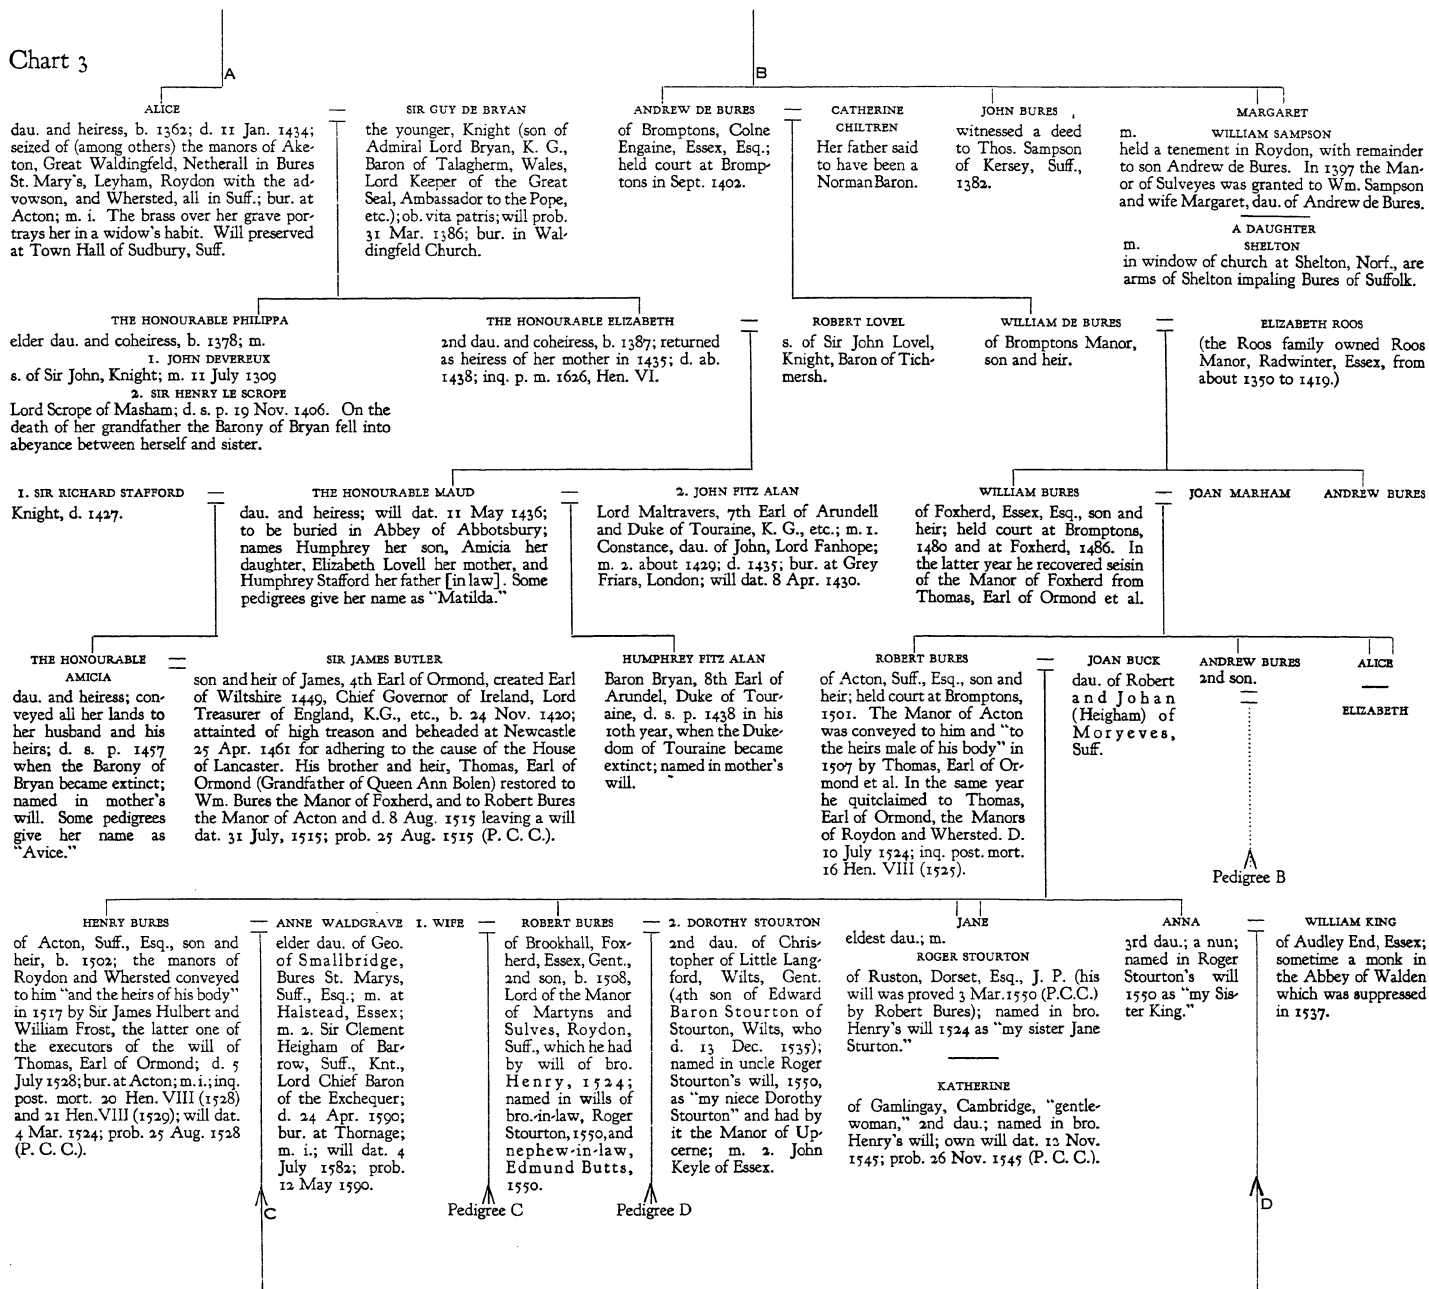 Chart 3
A
B
ALICE
dau. and heiress, b. 1362; d. 11 Jan. 1434;
seized of (among others) the manors of Ake-
ton, Great Waldingfeld, Netherall in Bures
St. Mary's, Leyham, Roydon with the ad-
vowson, and Whersted, all in Suff.; bur. at
Acton; m. i. The brass over her grave por-
trays her in a widow's habit. Will preserved
at Town Hall of Sudbury, Suff.
SIR GUY DE BRYAN
the younger, Knight (son of
Admiral Lord Bryan, K. G.,
Baron of Talagherm, Wales,
Lord Keeper of the Great
Seal, Ambassador to the Pope,
etc.); ob. vita patris; will prob.
31 Mar. 1386; bur. in Wal-
dingfeld Church.
ANDREW DE BURES
of Bromptons, Colne
Engaine, Essex, Esq.;
held court at Bromp-
tons in Sept. 1402.
CATHERINE
CHILTREN
Her father said
to have been a
Norman Baron.
JOHN BURES
witnessed a deed
to Thos. Sampson
of Kersey, Suff.,
1382.
MARGARET
m. WILLIAM SAMPSON
held a tenement in Roydon, with remainder
to son Andrew de Bures. In 1397 the Man-
or of Sulveyes was granted to Wm. Sampson
and wife Margaret, dau. of Andrew de Bures.
A DAUGHTER
m. SHELTON
in window of church at Shelton, Norf., are
arms of Shelton impaling Bures of Suffolk.
THE HONOURABLE PHILIPPA
elder dau. and coheiress, b. 1378; m.
1. JOHN DEVEREUX
s. of Sir John, Knight; m. 11 July 1309
2. SIR HENRY LE SCROPE
Lord Scrope of Masham; d. s. p. 19 Nov. 1406. On the
death of her grandfather the Barony of Bryan fell into
abeyance between herself and sister.
THE HONOURABLE ELIZABETH
2nd dau. and coheiress, b. 1387; returned
as heiress of her mother in 1435; d. ab.
1438; inq. p. m. 1626, Hen. VI.
ROBERT LOVEL
s. of Sir John Lovel,
Knight, Baron of Tich-
mersh.
WILLIAM DE BURES
of Bromptons Manor,
son and heir.
ELIZABETH ROOS
(the Roos family owned Roos
Manor, Radwinter, Essex, from
about 1350 to 1419.)
1. SIR RICHARD STAFFORD
Knight, d. 1427.
THE HONOURABLE MAUD
dau. and heiress; will dat. 11 May 1436;
to be buried in Abbey of Abbotsbury;
names Humphrey her son, Amicia her
daughter, Elizabeth Lovell her mother, and
Humphrey Stafford her father [in law]. Some
pedigrees give her name as "Matilda."
2. JOHN FITZ ALAN
Lord Maltravers, 7th Earl of Arundell
and Duke of Touraine, K. G., etc.; m. 1.
Constance, dau. of John, Lord Fanhope;
m. 2. about 1429; d. 1435; bur. at Grey
Friars, London; will dat. 8 Apr. 1430.
WILLIAM BURES
of Foxherd, Essex, Esq., son and
heir; held court at Bromptons,
1480 and at Foxherd, 1486. In
the latter year he recovered seisin
of the Manor of Foxherd from
Thomas, Earl of Ormond et al.
JOAN MARHAM
ANDREW BURES
THE HONOURABLE
AMICIA
dau. and heiress; con-
veyed all her lands to
her husband and his
heirs; d. s. p. 1457
when the Barony of
Bryan became extinct;
named in mother's
will. Some pedigrees
give her name as
"Avice."
SIR JAMES BUTLER
son and heir of James, 4th Earl of Ormond, created Earl
of Wiltshire 1449, Chief Governor of Ireland, Lord
Treasurer of England, K.G., etc., b. 24 Nov. 1420;
attainted of high treason and beheaded at Newcastle
25 Apr. 1461 for adhering to the cause of the House
of Lancaster. His brother and heir, Thomas, Earl of
Ormond (Grandfather of Queen Ann Bolen) restored to
Wm. Bures the Manor of Foxherd, and to Robert Bures
the Manor of Acton and d. 8 Aug. 1515 leaving a will
dat. 31 July, 1515; prob. 25 Aug. 1515 (P. C. C.).
HUMPHREY FITZ ALAN
Baron Bryan, 8th Earl of
Arundel, Duke of Tour-
aine, d. s. p. 1438 in his
10th year, when the Duke-
dom of Touraine became
extinct; named in mother's
will.
ROBERT BURES
of Acton, Suff., Esq., son and
heir; held court at Bromptons,
1501. The Manor of Acton
was conveyed to him and "to
the heirs male of his body" in
1507 by Thomas, Earl of Or-
mond et al. In the same year
he quitclaimed to Thomas,
Earl of Ormond, the Manors
of Roydon and Whersted. D.
10 July 1524; inq. post. mort.
16 Hen. VIII (1525).
JOAN BUCK
dau. of Robert
and Johan
(Heigham) of
Moryeves,
Suff.
ANDREW BURES
2nd son.
Pedigree B
ALICE
ELIZABETH
HENRY BURES
of Acton, Suff., Esq., son and
heir, b. 1502; the manors of
Roydon and Whersted conveyed
to him "and the heirs of his body"
in 1517 by Sir James Hulbert and
William Frost, the latter one of
the executors of the will of
Thomas, Earl of Ormond; d. 5
July 1528; bur. at Acton; m. i.; inq.
post. mort. 20 Hen. VIII (1528)
and 21 Hen. VIII (1529); will dat.
4 Mar. 1524; prob. 25 Aug. 1528
(P. C. C.).
ANNE WALDGRAVE
elder dau. of Geo.
of Smallbridge,
Bures St. Marys,
Suff., Esq.; m. at
Halstead, Essex;
m. 2. Sir Clement
Heigham of Bar-
row, Suff., Knt.,
Lord Chief Baron
of the Exchequer;
d. 24 Apr. 1590;
bur. at Thornage;
m. i.; will dat. 4
July 1582; prob.
12 May 1590.
C
1. WIFE
Pedigree C
ROBERT BURES
of Brookhall, Fox-
herd, Essex, Gent.,
2nd son, b. 1508,
Lord of the Manor
of Martyns and
Sulves, Roydon,
Suff., which he had
by will of bro.
Henry, 1524;
named in wills of
bro.-in-law, Roger
Stourton, 1550, and
nephew-in-law,
Edmund Butts,
1550.
Pedigree D
2. DOROTHY STOURTON
2nd dau. of Chris-
topher of Little Lang-
ford, Wilts, Gent.
(4th son of Edward
Baron Stourton of
Stourton, Wilts, who
d. 13 Dec. 1535);
named in uncle Roger
Stourton's will, 1550,
as "my niece Dorothy
Stourton" and had by
it the Manor of Up-
cerne; m. 2. John
Keyle of Essex.
JANE
eldest dau.; m.
ROGER STOURTON
of Ruston, Dorset, Esq., J. P. (his
will was proved 3 Mar. 1550 (P.C.C.)
by Robert Bures); named in bro.
Henry's will 1524 as "my sister Jane
Sturton."
KATHERINE
of Gamlingay, Cambridge, "gentle-
woman," 2nd dau.; named in bro.
Henry's will; own will dat. 12 Nov.
1545; prob. 26 Nov. 1545 (P. C. C.).
ANNA
3rd dau.; a nun;
named in Roger
Stourton's will
1550 as "my Sis-
ter King."
WILLIAM KING
of Audley End, Essex;
sometime a monk in
the Abbey of Walden
which was suppressed
in 1537.
D